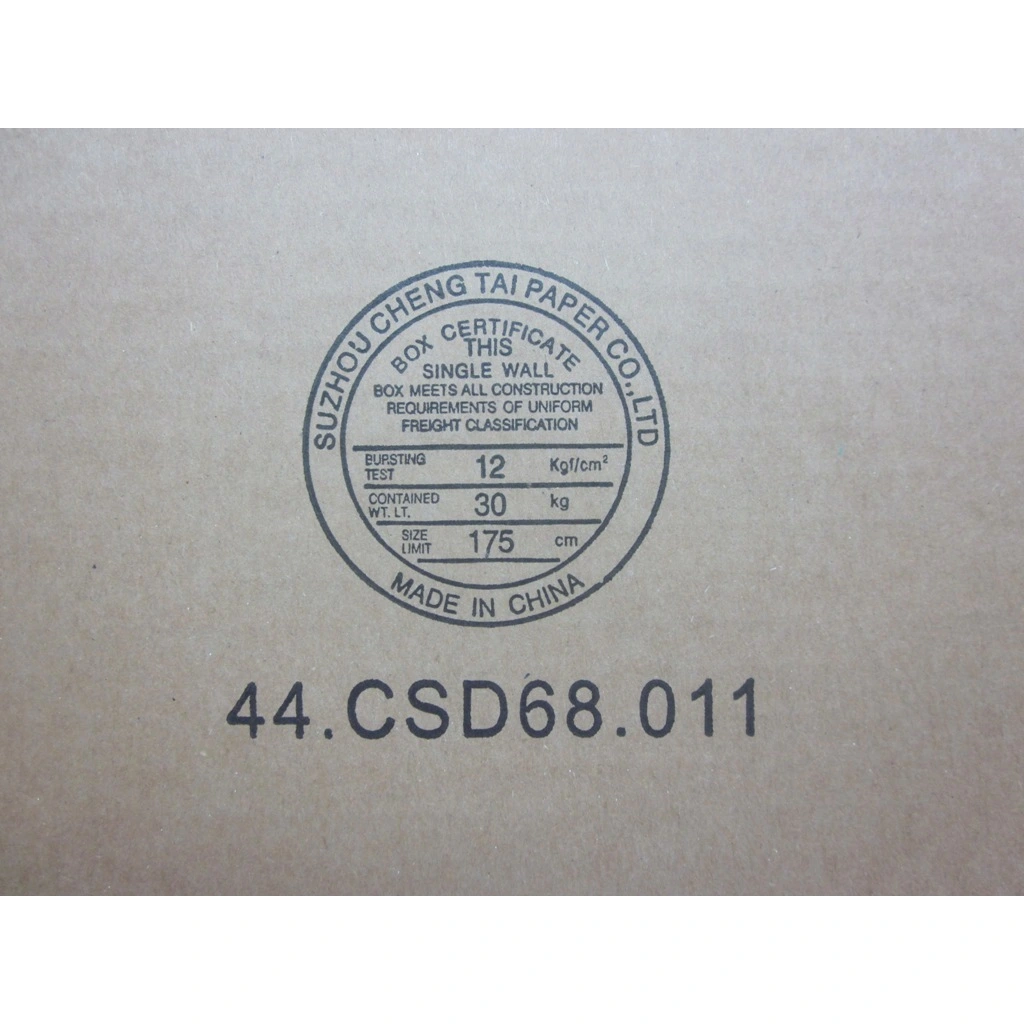 SUZHOU CHENG TAI PAPER CO.,LTD
BOX CERTIFICATE
THIS
SINGLE WALL
BOX MEETS ALL CONSTRUCTION
REQUIREMENTS OF UNIFORM
FREIGHT CLASSIFICATION
BURSTING TEST 12 Kgf/cm²
CONTAINED WT. LT. 30 kg
SIZE LIMIT 175 cm
MADE IN CHINA
44.CSD68.011